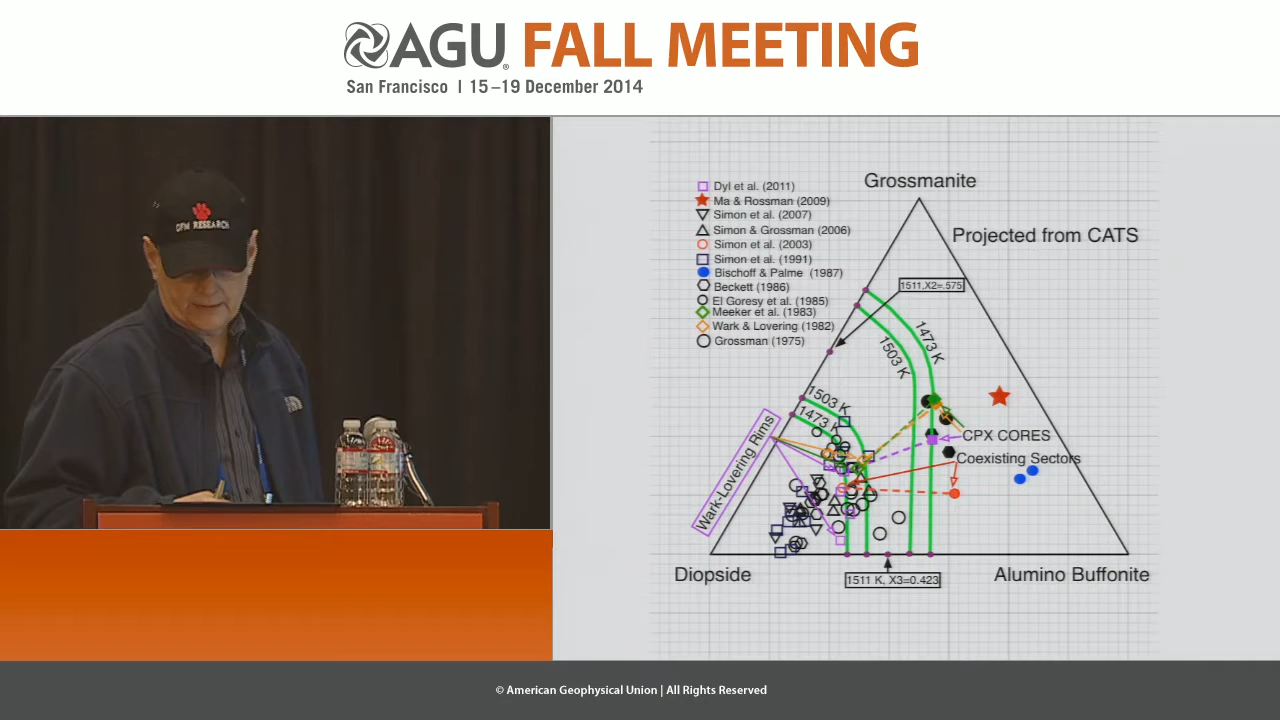 AGU FALL MEETING
San Francisco | 15–19 December 2014
OFM RESEARCH
Grossmanite
Projected from CATS
Dyl et al. (2011)
Ma & Rossman (2009)
Simon et al. (2007)
Simon & Grossman (2006)
Simon et al. (2003)
Simon et al. (1991)
Bischoff & Palme (1987)
Beckett (1986)
El Goresy et al. (1985)
Meeker et al. (1983)
Wark & Lovering (1982)
Grossman (1975)
1511,X2=.575
1473 K
1503 K
1503 K
1473 K
Wark-Lovering Rims
CPX CORES
Coexisting Sectors
Diopside
1511 K, X3=0.423
Alumino Buffonite
© American Geophysical Union | All Rights Reserved